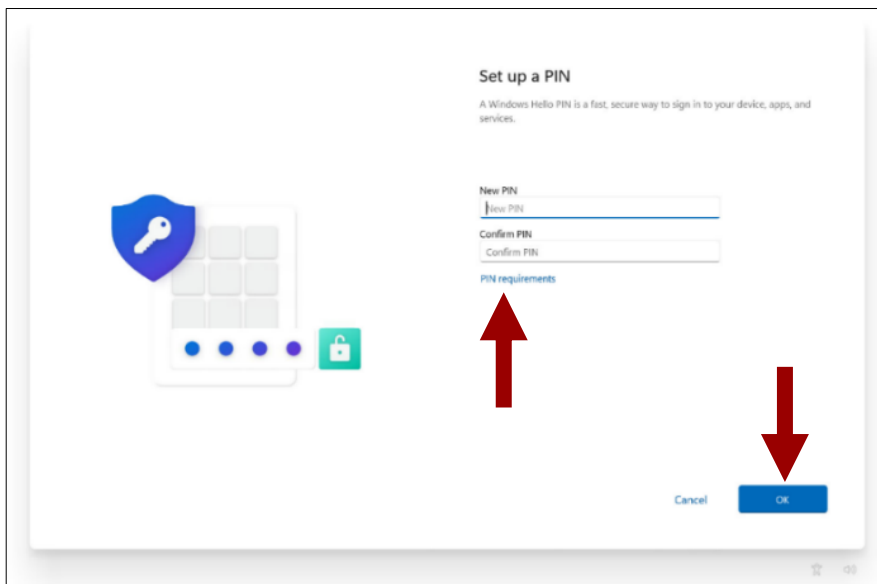 Set up a PIN
A Windows Hello PIN is a fast, secure way to sign in to your device, apps, and
services.
New PIN
New PIN
Confirm PIN
Confirm PIN
PIN requirements
Cancel
OK